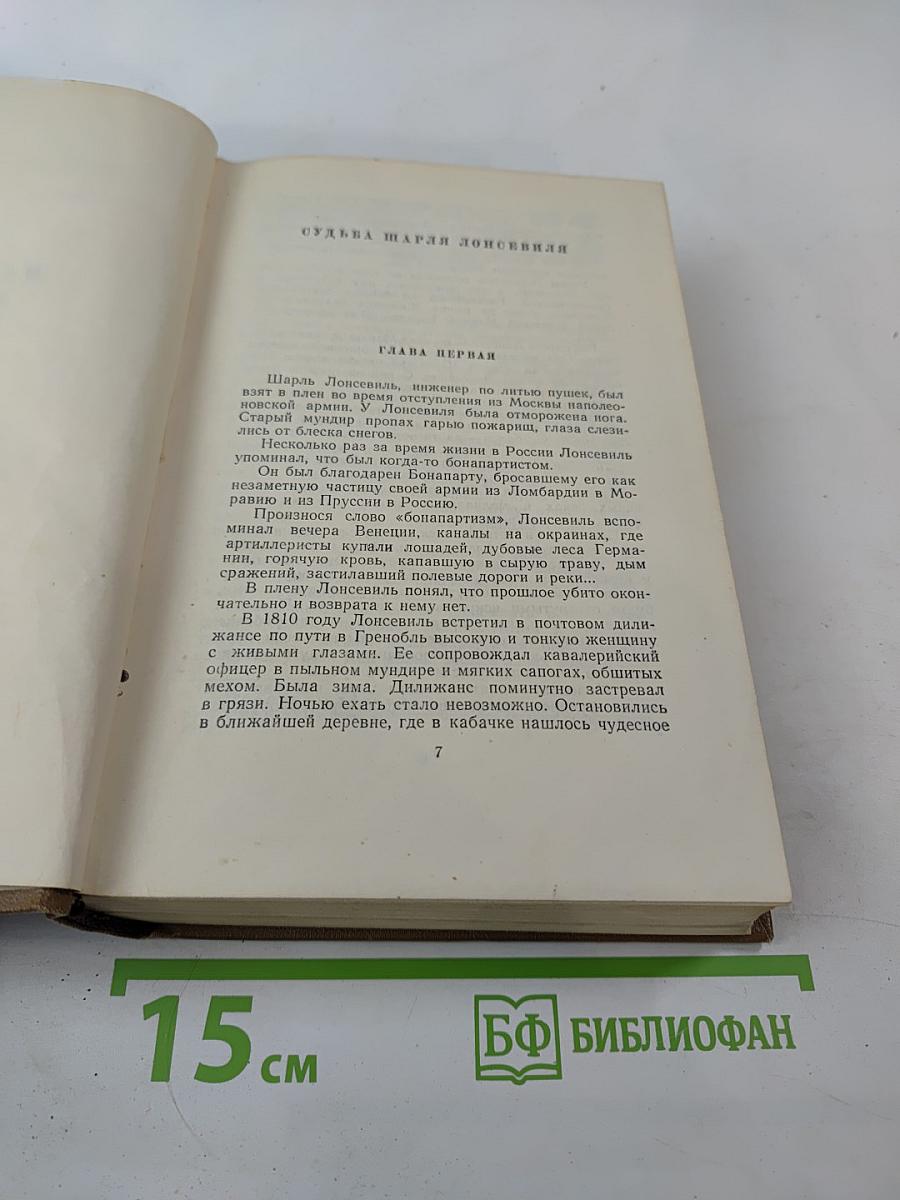 СУДЬБА ШАРЛЯ ЛОНСЕВИЛЯ
ГЛАВА ПЕРВАЯ
Шарль Лонсевиль, инженер по литью пушек, был
взят в плен во время отступления из Москвы наполео-
новской армии. У Лонсевиля была отморожена нога.
Старый мундир пропах гарью пожарищ, глаза слези-
лись от блеска снегов.
Несколько раз за время жизни в России Лонсевиль
упоминал, что был когда-то бонапартистом.
Он был благодарен Бонапарту, бросавшему его как
незаметную частицу своей армии из Ломбардии в Мо-
равию и из Пруссии в Россию.
Произнося слово «бонапартизм», Лонсевиль вспо-
минал вечера Венеции, каналы на окраинах, где
артиллеристы купали лошадей, дубовые леса Герма-
нии, горячую кровь, капавшую в сырую траву, дым
сражений, застилавший полевые дороги и реки...
В плену Лонсевиль понял, что прошлое убито окон-
чательно и возврата к нему нет.
В 1810 году Лонсевиль встретил в почтовом дили-
жансе по пути в Гренобль высокую и тонкую женщину
с живыми глазами. Ее сопровождал кавалерийский
офицер в пыльном мундире и мягких сапогах, обшитых
мехом. Была зима. Дилижанс поминутно застревал
в грязи. Ночью ехать стало невозможно. Остановились
в ближайшей деревне, где в кабачке нашлось чудесное
7
15 см
БФ БИБЛИОФАН